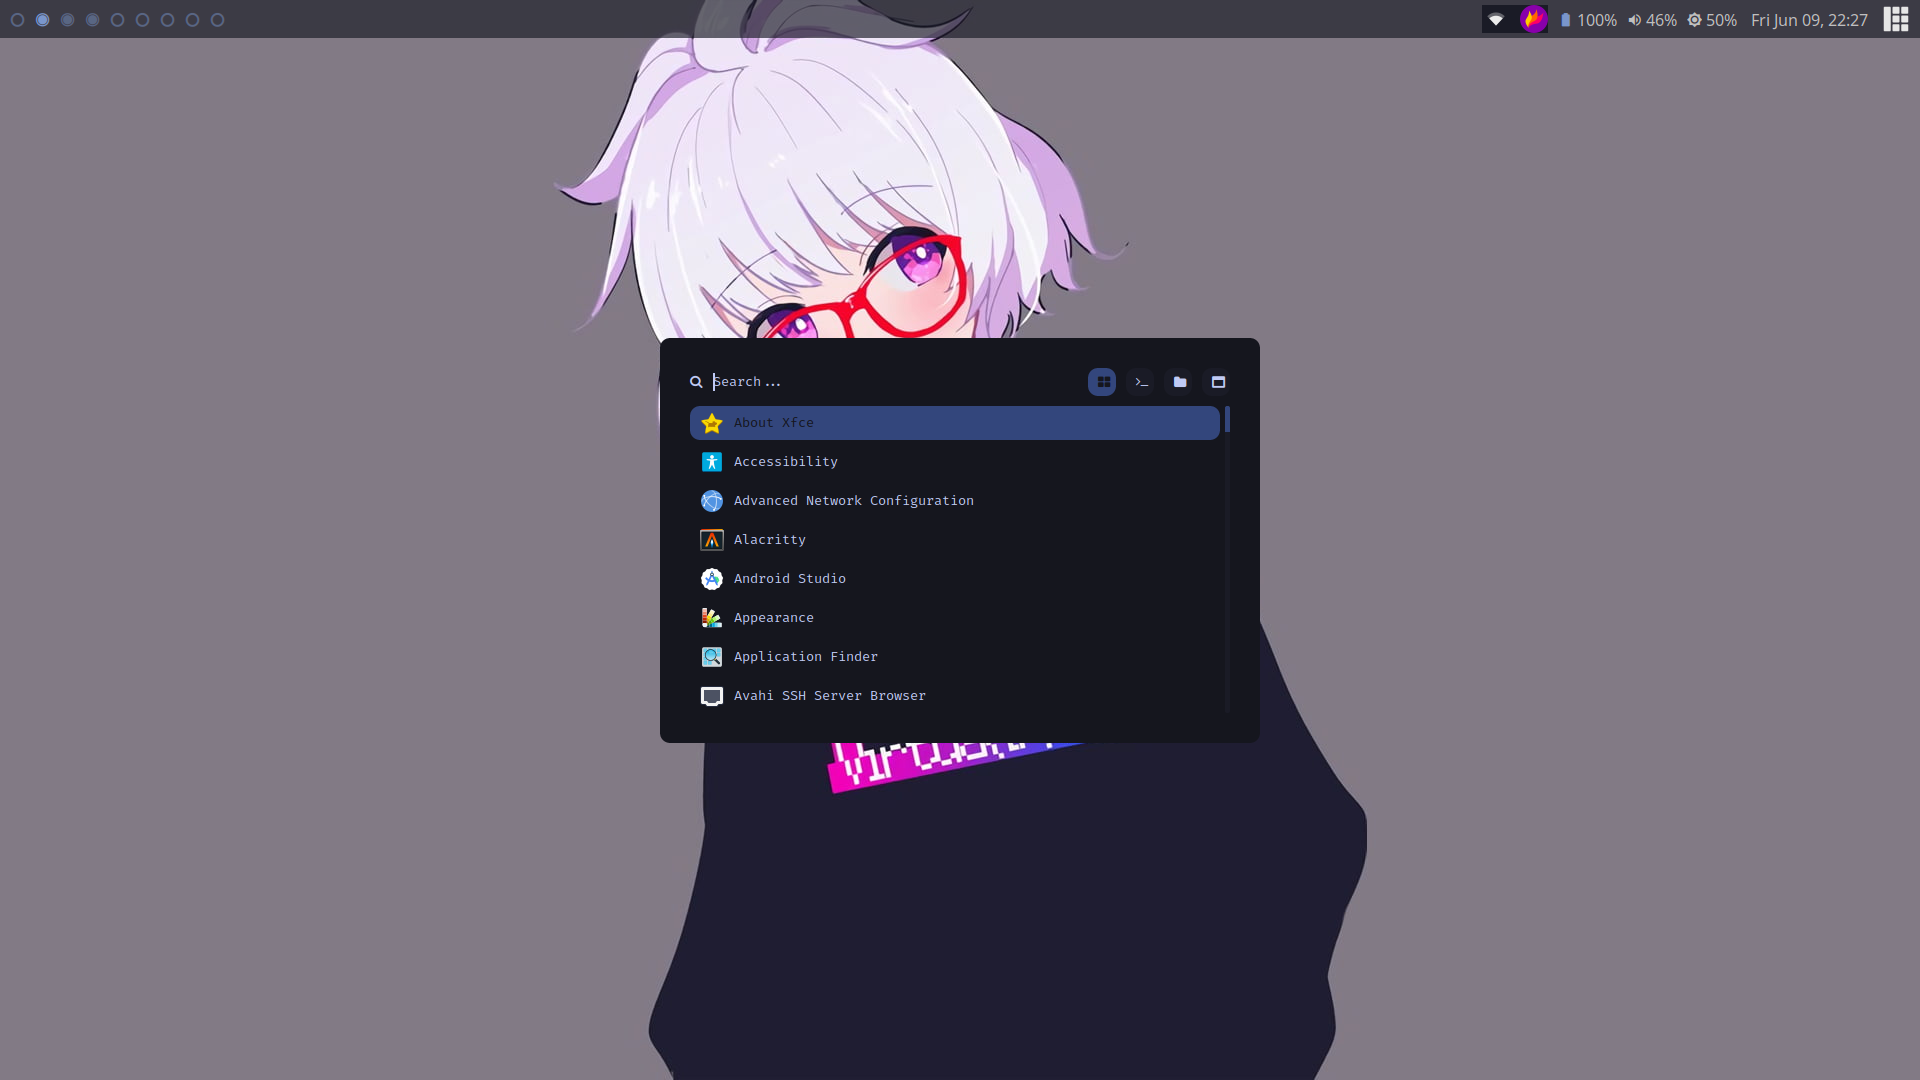 100% 46% 50% Fri Jun 09, 22:27
Search...
About Xfce
Accessibility
Advanced Network Configuration
Alacritty
Android Studio
Appearance
Application Finder
Avahi SSH Server Browser